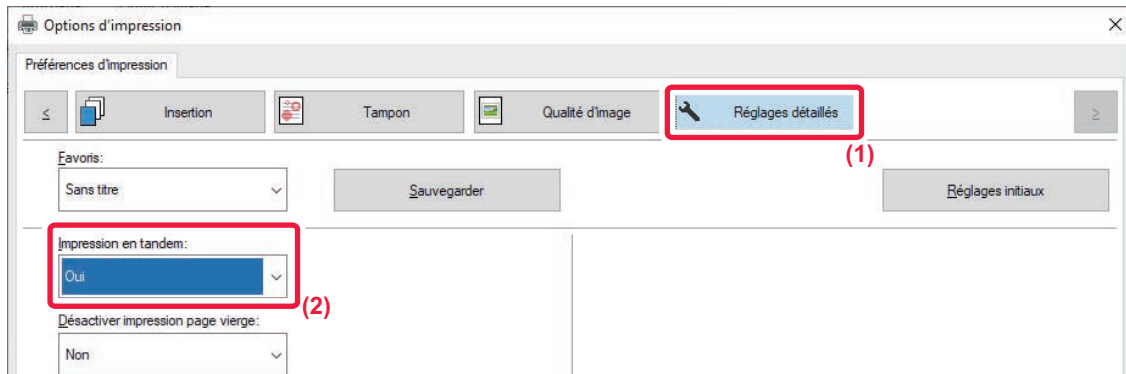 Options d'impression
Préférences d'impression
< Insertion Tampon Qualité d'image Réglages détaillés >
(1)
Favoris:
Sans titre Sauvegarder Réglages initiaux
Impression en tandem:
Oui
(2)
Désactiver impression page vierge:
Non